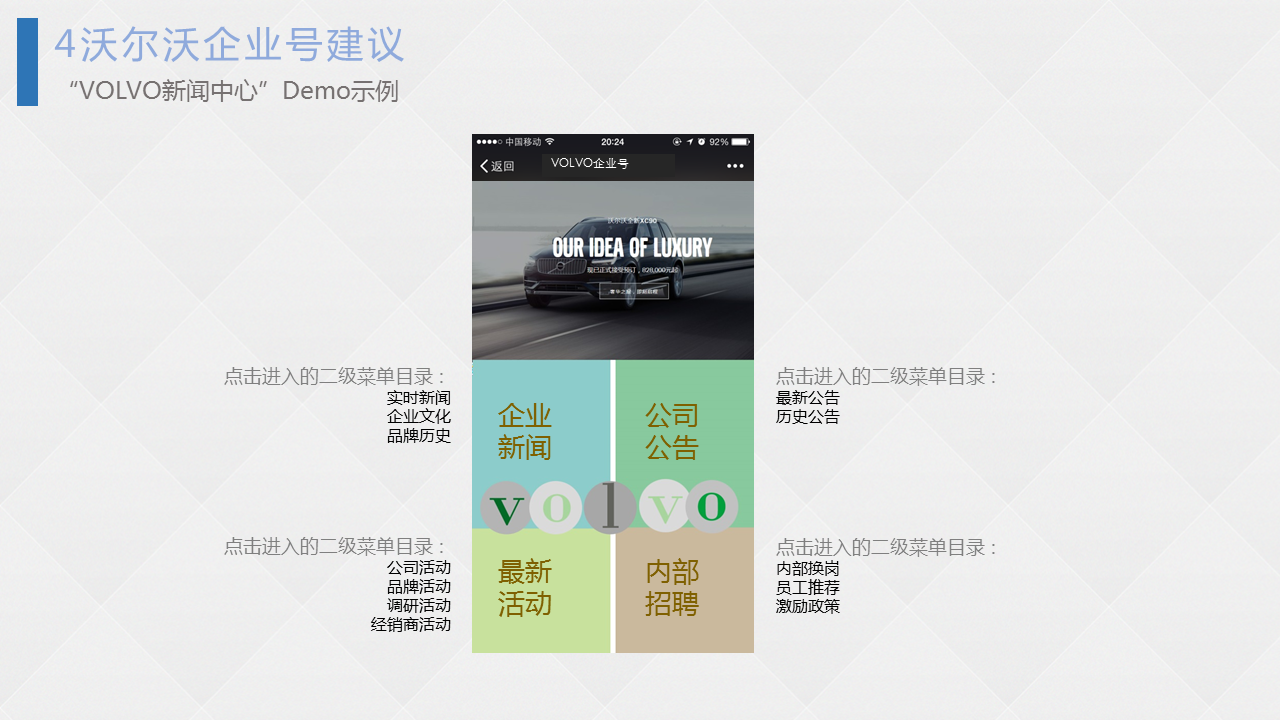 4沃尔沃企业号建议
“VOLVO新闻中心”Demo示例
中国移动 20:24 92%
返回 VOLVO企业号
沃尔沃全新XC90
OUR IDEA OF LUXURY
现已正式接受预订，828,000元起
点击进入的二级菜单目录：
实时新闻
企业文化
品牌历史
企业
新闻
公司
公告
点击进入的二级菜单目录：
最新公告
历史公告
v o l v o
点击进入的二级菜单目录：
公司活动
品牌活动
调研活动
经销商活动
最新
活动
内部
招聘
点击进入的二级菜单目录：
内部换岗
员工推荐
激励政策